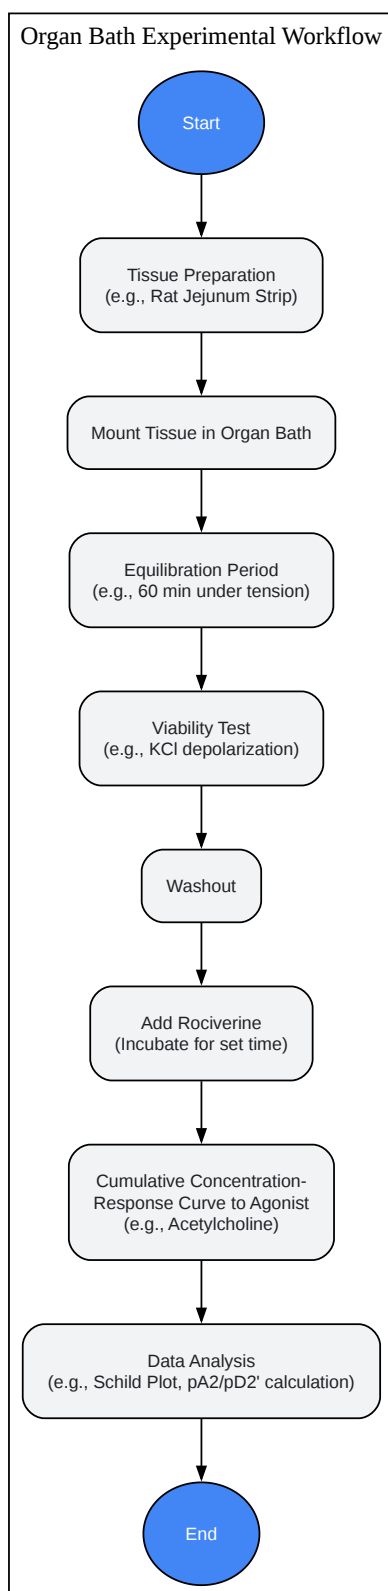 Organ Bath Experimental Workflow
Start
Tissue Preparation
(e.g., Rat Jejunum Strip)
Mount Tissue in Organ Bath
Equilibration Period
(e.g., 60 min under tension)
Viability Test
(e.g., KCl depolarization)
Washout
Add Rociverine
(Incubate for set time)
Cumulative Concentration-
Response Curve to Agonist
(e.g., Acetylcholine)
Data Analysis
(e.g., Schild Plot, pA2/pD2' calculation)
End